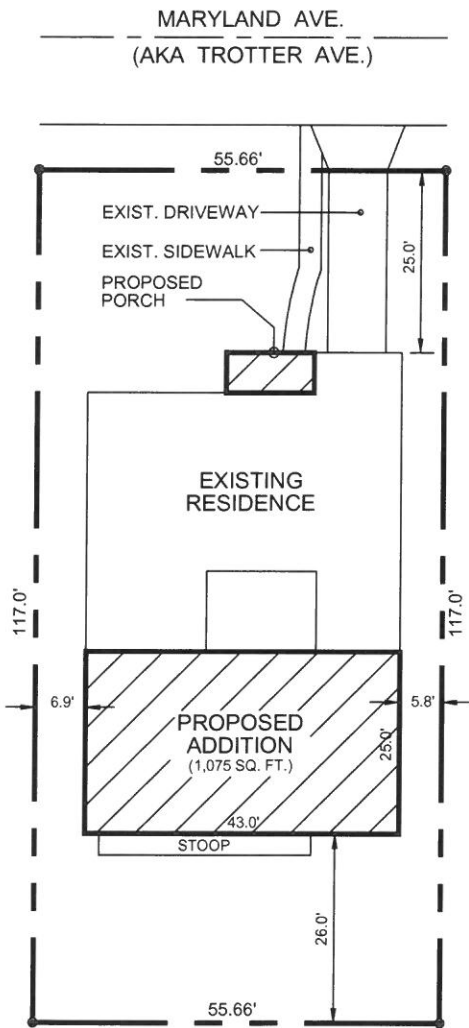 MARYLAND AVE.
(AKA TROTTER AVE.)
55.66'
EXIST. DRIVEWAY
EXIST. SIDEWALK
PROPOSED
PORCH
25.0'
EXISTING
RESIDENCE
117.0'
117.0'
6.9'
5.8'
PROPOSED
ADDITION
(1,075 SQ. FT.)
25.0'
43.0'
STOOP
26.0'
55.66'